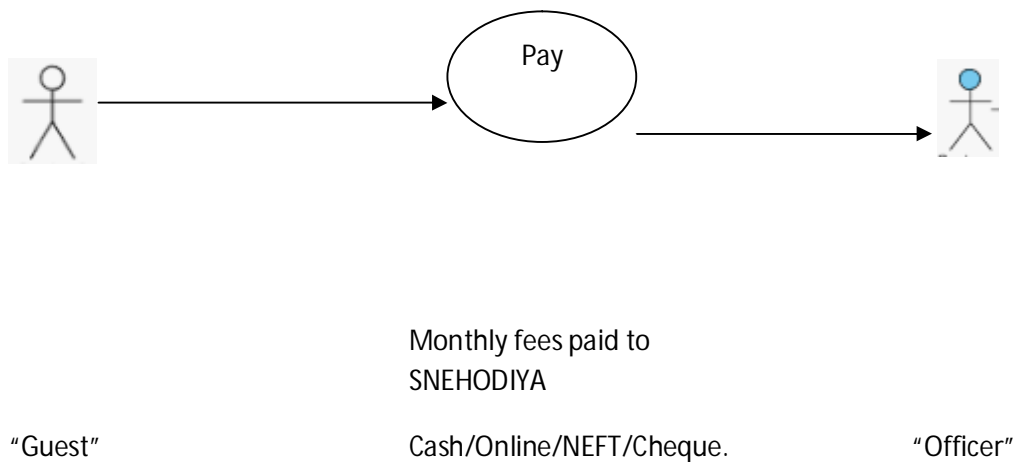 Pay
Monthly fees paid to
SNEHODIYA
"Guest"
Cash/Online/NEFT/Cheque.
"Officer"